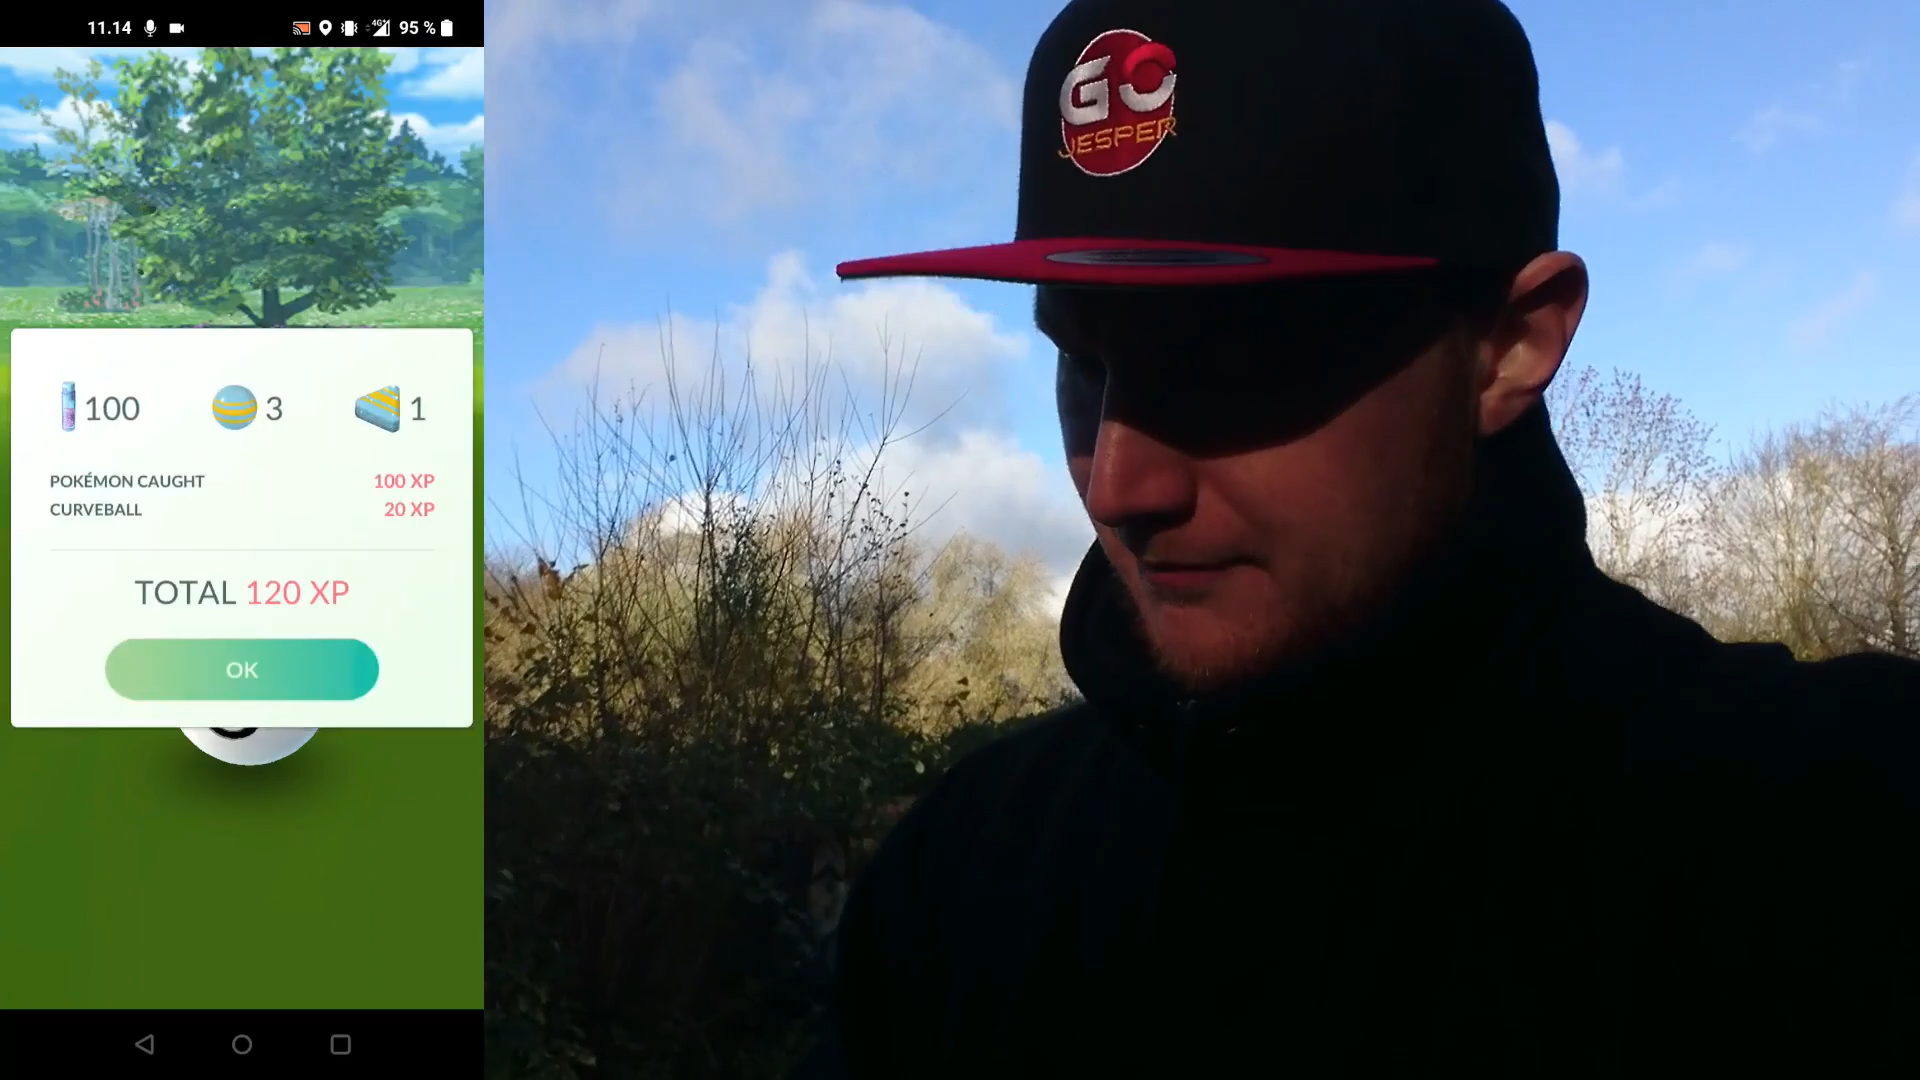 11.14
4G
95 %
100
3
1
POKÉMON CAUGHT 100 XP
CURVEBALL 20 XP
TOTAL 120 XP
OK
GO
JESPER